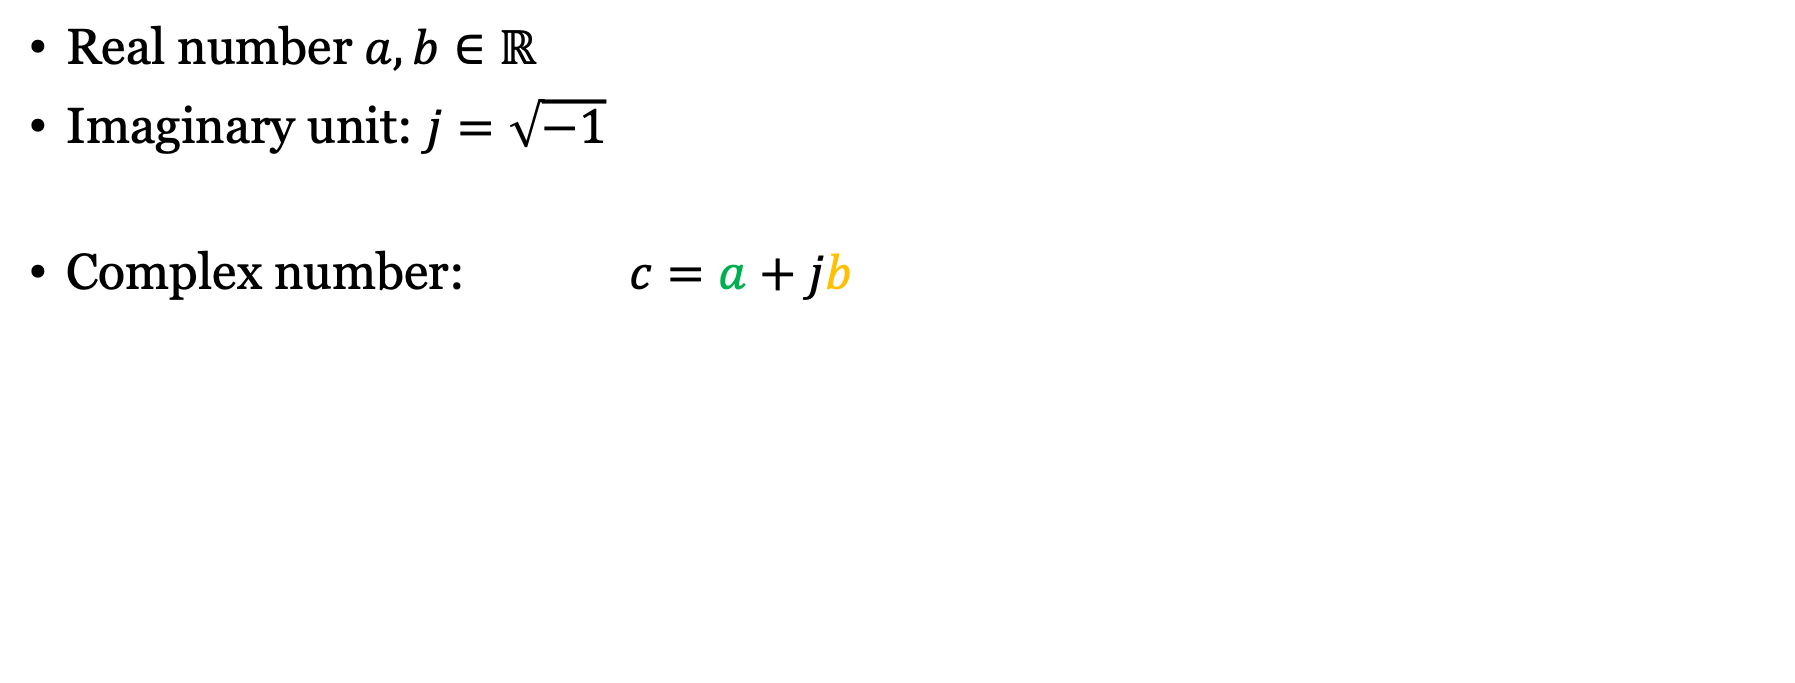 • Real number a, b ∈ ℝ
• Imaginary unit: j = √−1
• Complex number: c = a + jb